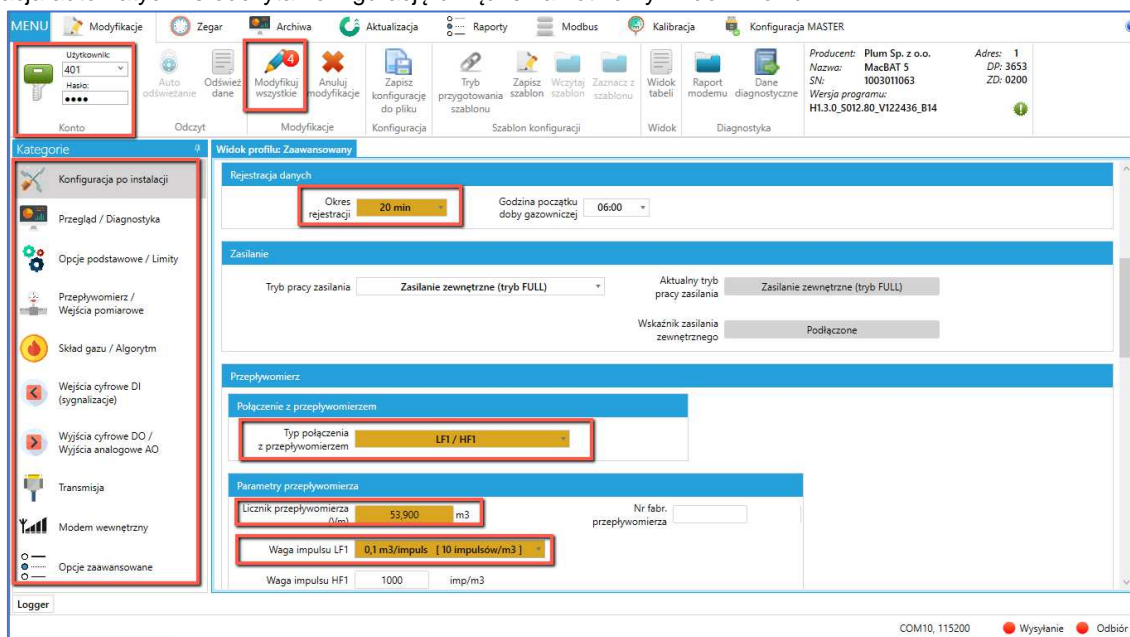 MENU Modyfikacje Zegar Archiwa Aktualizacja Raporty Modbus Kalibracja Konfiguracja MASTER
Użytkownik:
401
Hasło:
••••
Konto
Auto
odświeżanie
Odśwież
dane
Odczyt
4
Modyfikuj
wszystkie
Anuluj
modyfikacje
Modyfikacje
Zapisz
konfigurację
do pliku
Konfiguracja
Tryb
przygotowania
szablonu
Zapisz
szablon
Wczytaj
szablon
Zaznacz z
szablonu
Szablon konfiguracji
Widok
tabeli
Widok
Raport
modemu
Dane
diagnostyczne
Diagnostyka
Producent: Plum Sp. z o.o. Adres: 1
Nazwa: MacBAT 5 DP: 3653
SN: 1003011063 ZD: 0200
Wersja programu:
H1.3.0_S012.80_V122436_B14
Kategorie
Konfiguracja po instalacji
Przegląd / Diagnostyka
Opcje podstawowe / Limity
Przepływomierz /
Wejścia pomiarowe
Skład gazu / Algorytm
Wejścia cyfrowe DI
(sygnalizacje)
Wyjścia cyfrowe DO /
Wyjścia analogowe AO
Transmisja
Modem wewnętrzny
Opcje zaawansowane
Widok profilu: Zaawansowany
Rejestracja danych
Okres
rejestracji
20 min
Godzina początku
doby gazowniczej
06:00
Zasilanie
Tryb pracy zasilania
Zasilanie zewnętrzne (tryb FULL)
Aktualny tryb
pracy zasilania
Zasilanie zewnętrzne (tryb FULL)
Wskaźnik zasilania
zewnętrznego
Podłączone
Przepływomierz
Połączenie z przepływomierzem
Typ połączenia
z przepływomierzem
LF1 / HF1
Parametry przepływomierza
Licznik przepływomierza
(Vm)
53,900 m3
Nr fabr.
przepływomierza
Waga impulsu LF1 0,1 m3/impuls [ 10 impulsów/m3 ]
Waga impulsu HF1 1000 imp/m3
Logger
COM10, 115200 Wysyłanie Odbiór